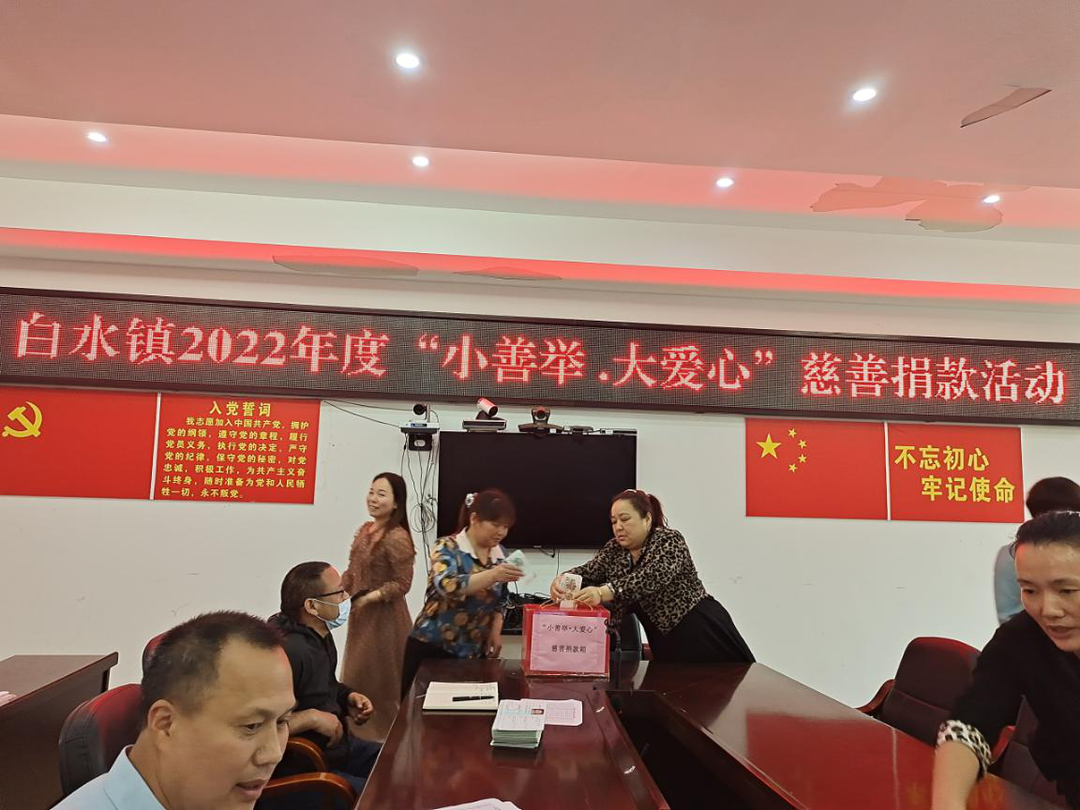 白水镇2022年度“小善举.大爱心”慈善捐款活动
入党誓词
我志愿加入中国共产党，拥护
党的纲领，遵守党的章程，履行
党员义务，执行党的决定，严守
党的纪律，保守党的秘密，对党
忠诚，积极工作，为共产主义奋
斗终身，随时准备为党和人民牺
牲一切，永不叛党。
不忘初心
牢记使命
“小善举·大爱心”
慈善捐款箱